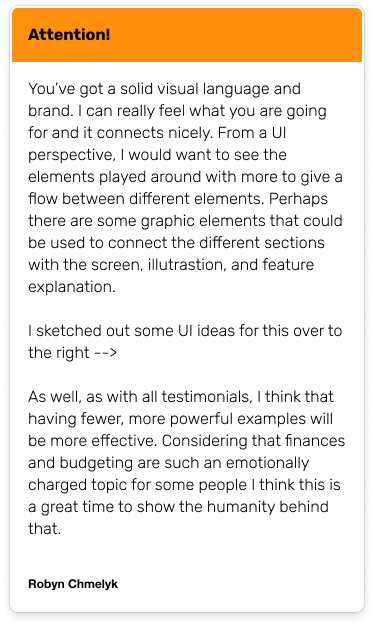 Attention!
You've got a solid visual language and
brand. I can really feel what you are going
for and it connects nicely. From a UI
perspective, I would want to see the
elements played around with more to give a
flow between different elements. Perhaps
there are some graphic elements that could
be used to connect the different sections
with the screen, illutrastion, and feature
explanation.
I sketched out some UI ideas for this over to
the right -->
As well, as with all testimonials, I think that
having fewer, more powerful examples will
be more effective. Considering that finances
and budgeting are such an emotionally
charged topic for some people I think this is
a great time to show the humanity behind
that.
Robyn Chmelyk